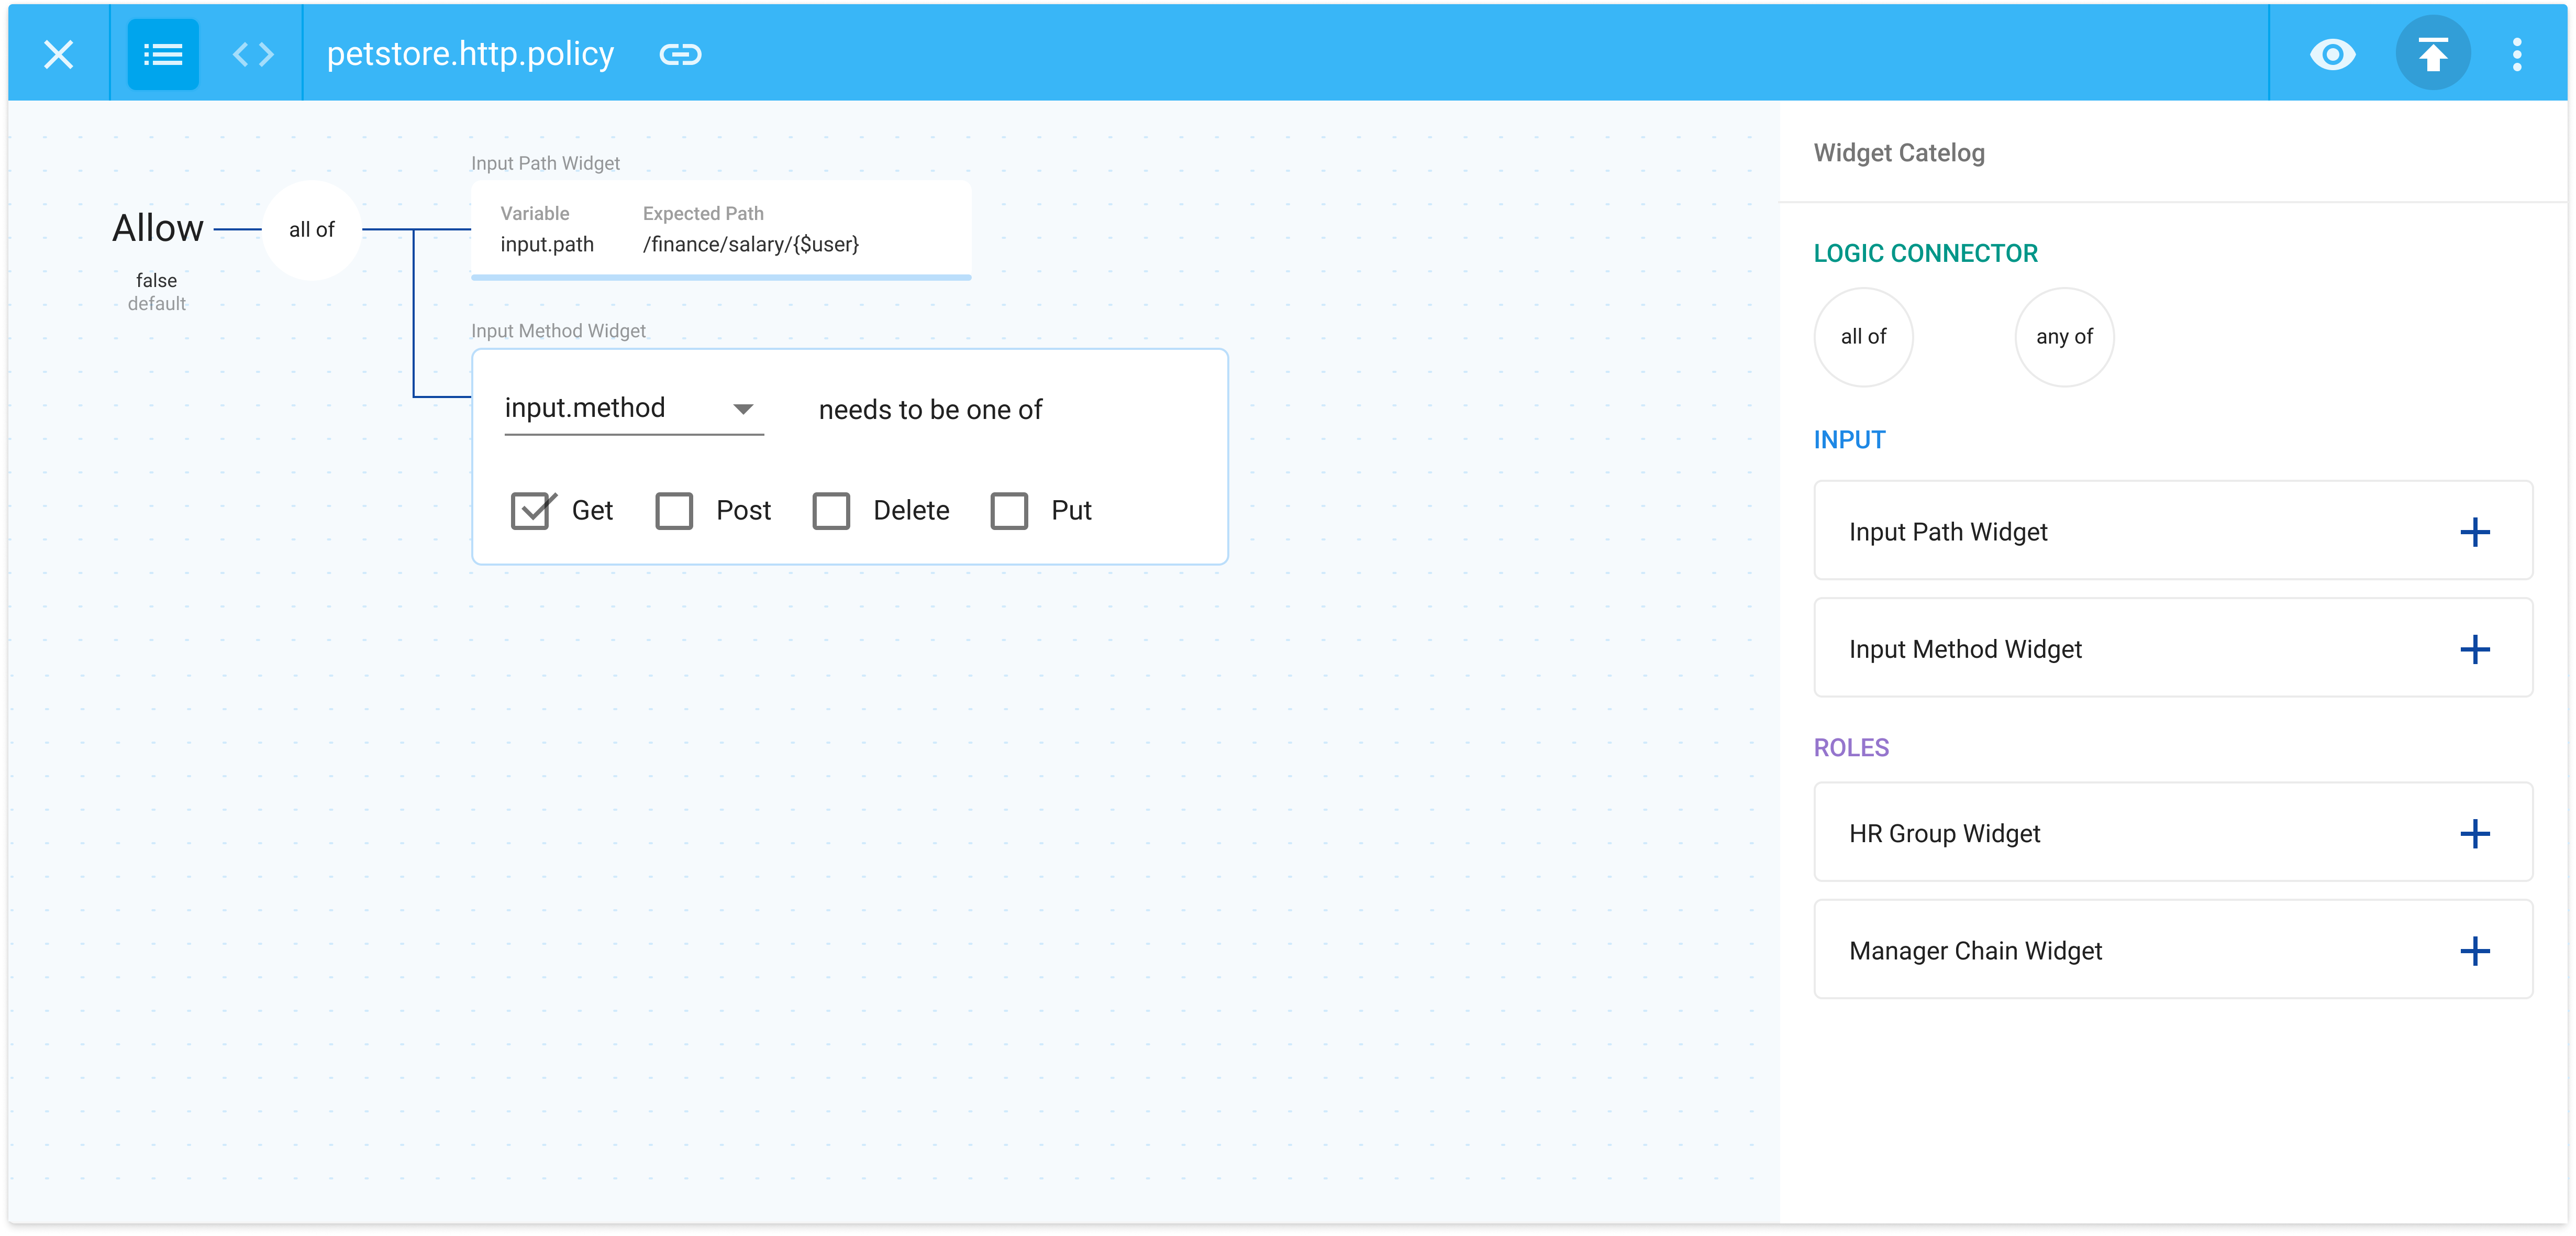 petstore.http.policy
Input Path Widget
Allow
all of
Variable
Expected Path
input.path
/finance/salary/{$user}
false
default
Input Method Widget
input.method
needs to be one of
Get
Post
Delete
Put
Widget Catelog
LOGIC CONNECTOR
all of
any of
INPUT
Input Path Widget
Input Method Widget
ROLES
HR Group Widget
Manager Chain Widget